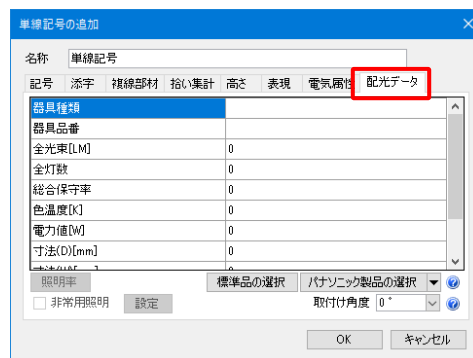 単線記号の追加
名称 単線記号
記号 添字 複線部材 拾い集計 高さ 表現 電気属性 配光データ
器具種類
器具品番
全光束[LM] 0
全灯数 0
総合保守率 0
色温度[K] 0
電力値[W] 0
寸法(D)[mm] 0
照明率 標準品の選択 パナソニック製品の選択
非常用照明 設定 取付け角度 0°
OK キャンセル